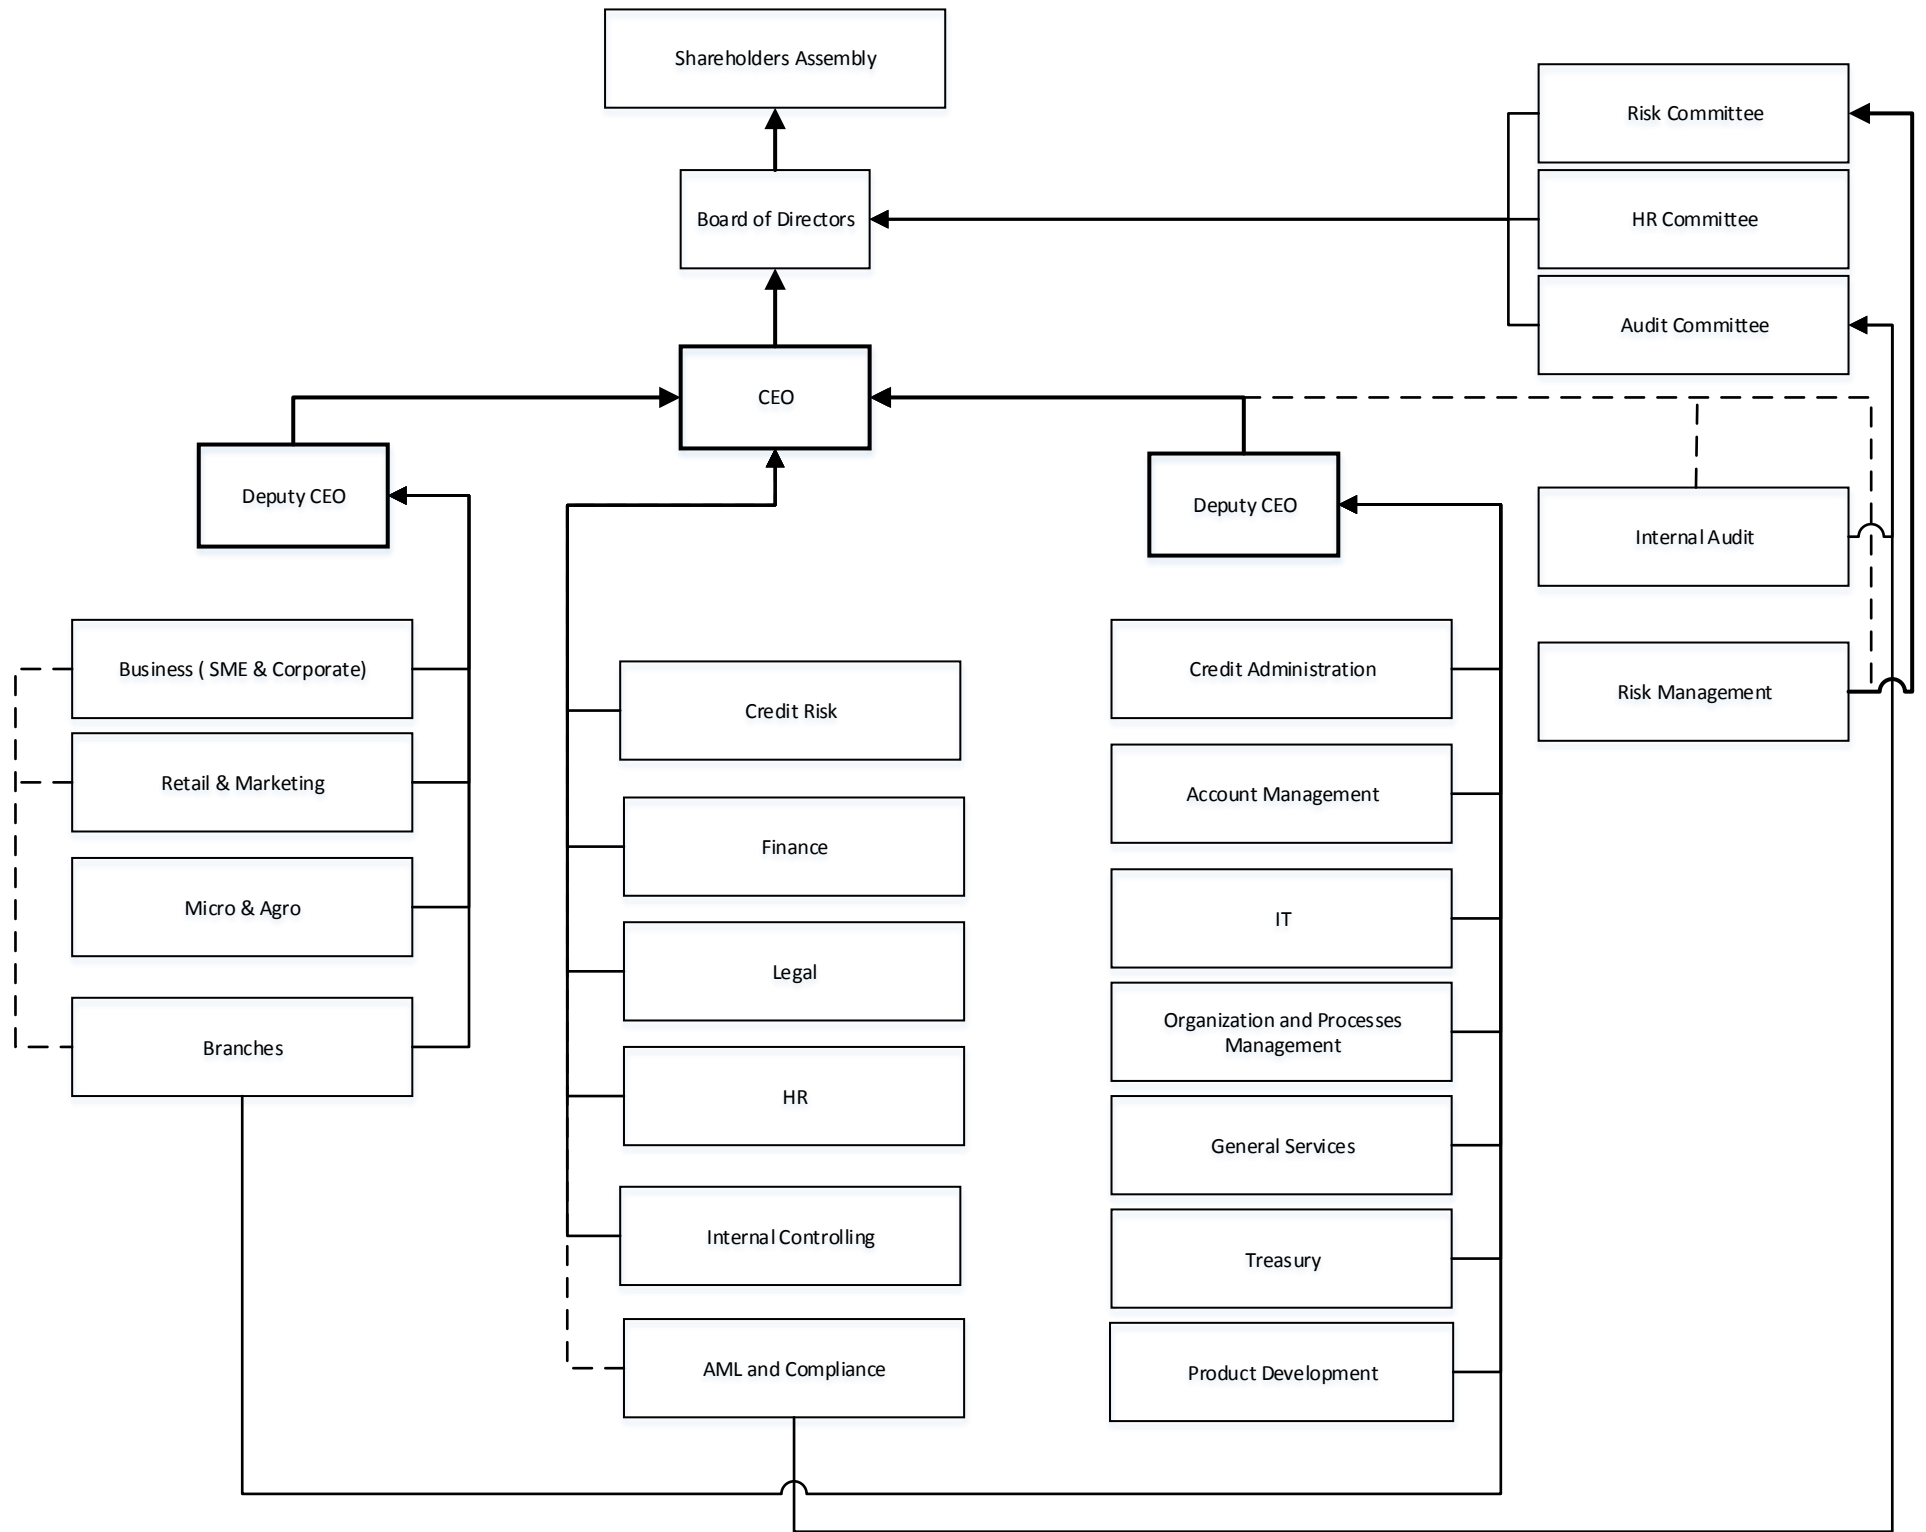 Shareholders Assembly
Risk Committee
Board of Directors
HR Committee
Audit Committee
CEO
Deputy CEO
Deputy CEO
Internal Audit
Business ( SME & Corporate)
Retail & Marketing
Micro & Agro
Branches
Credit Risk
Finance
Legal
HR
Internal Controlling
AML and Compliance
Credit Administration
Account Management
IT
Organization and Processes
Management
General Services
Treasury
Product Development
Risk Management